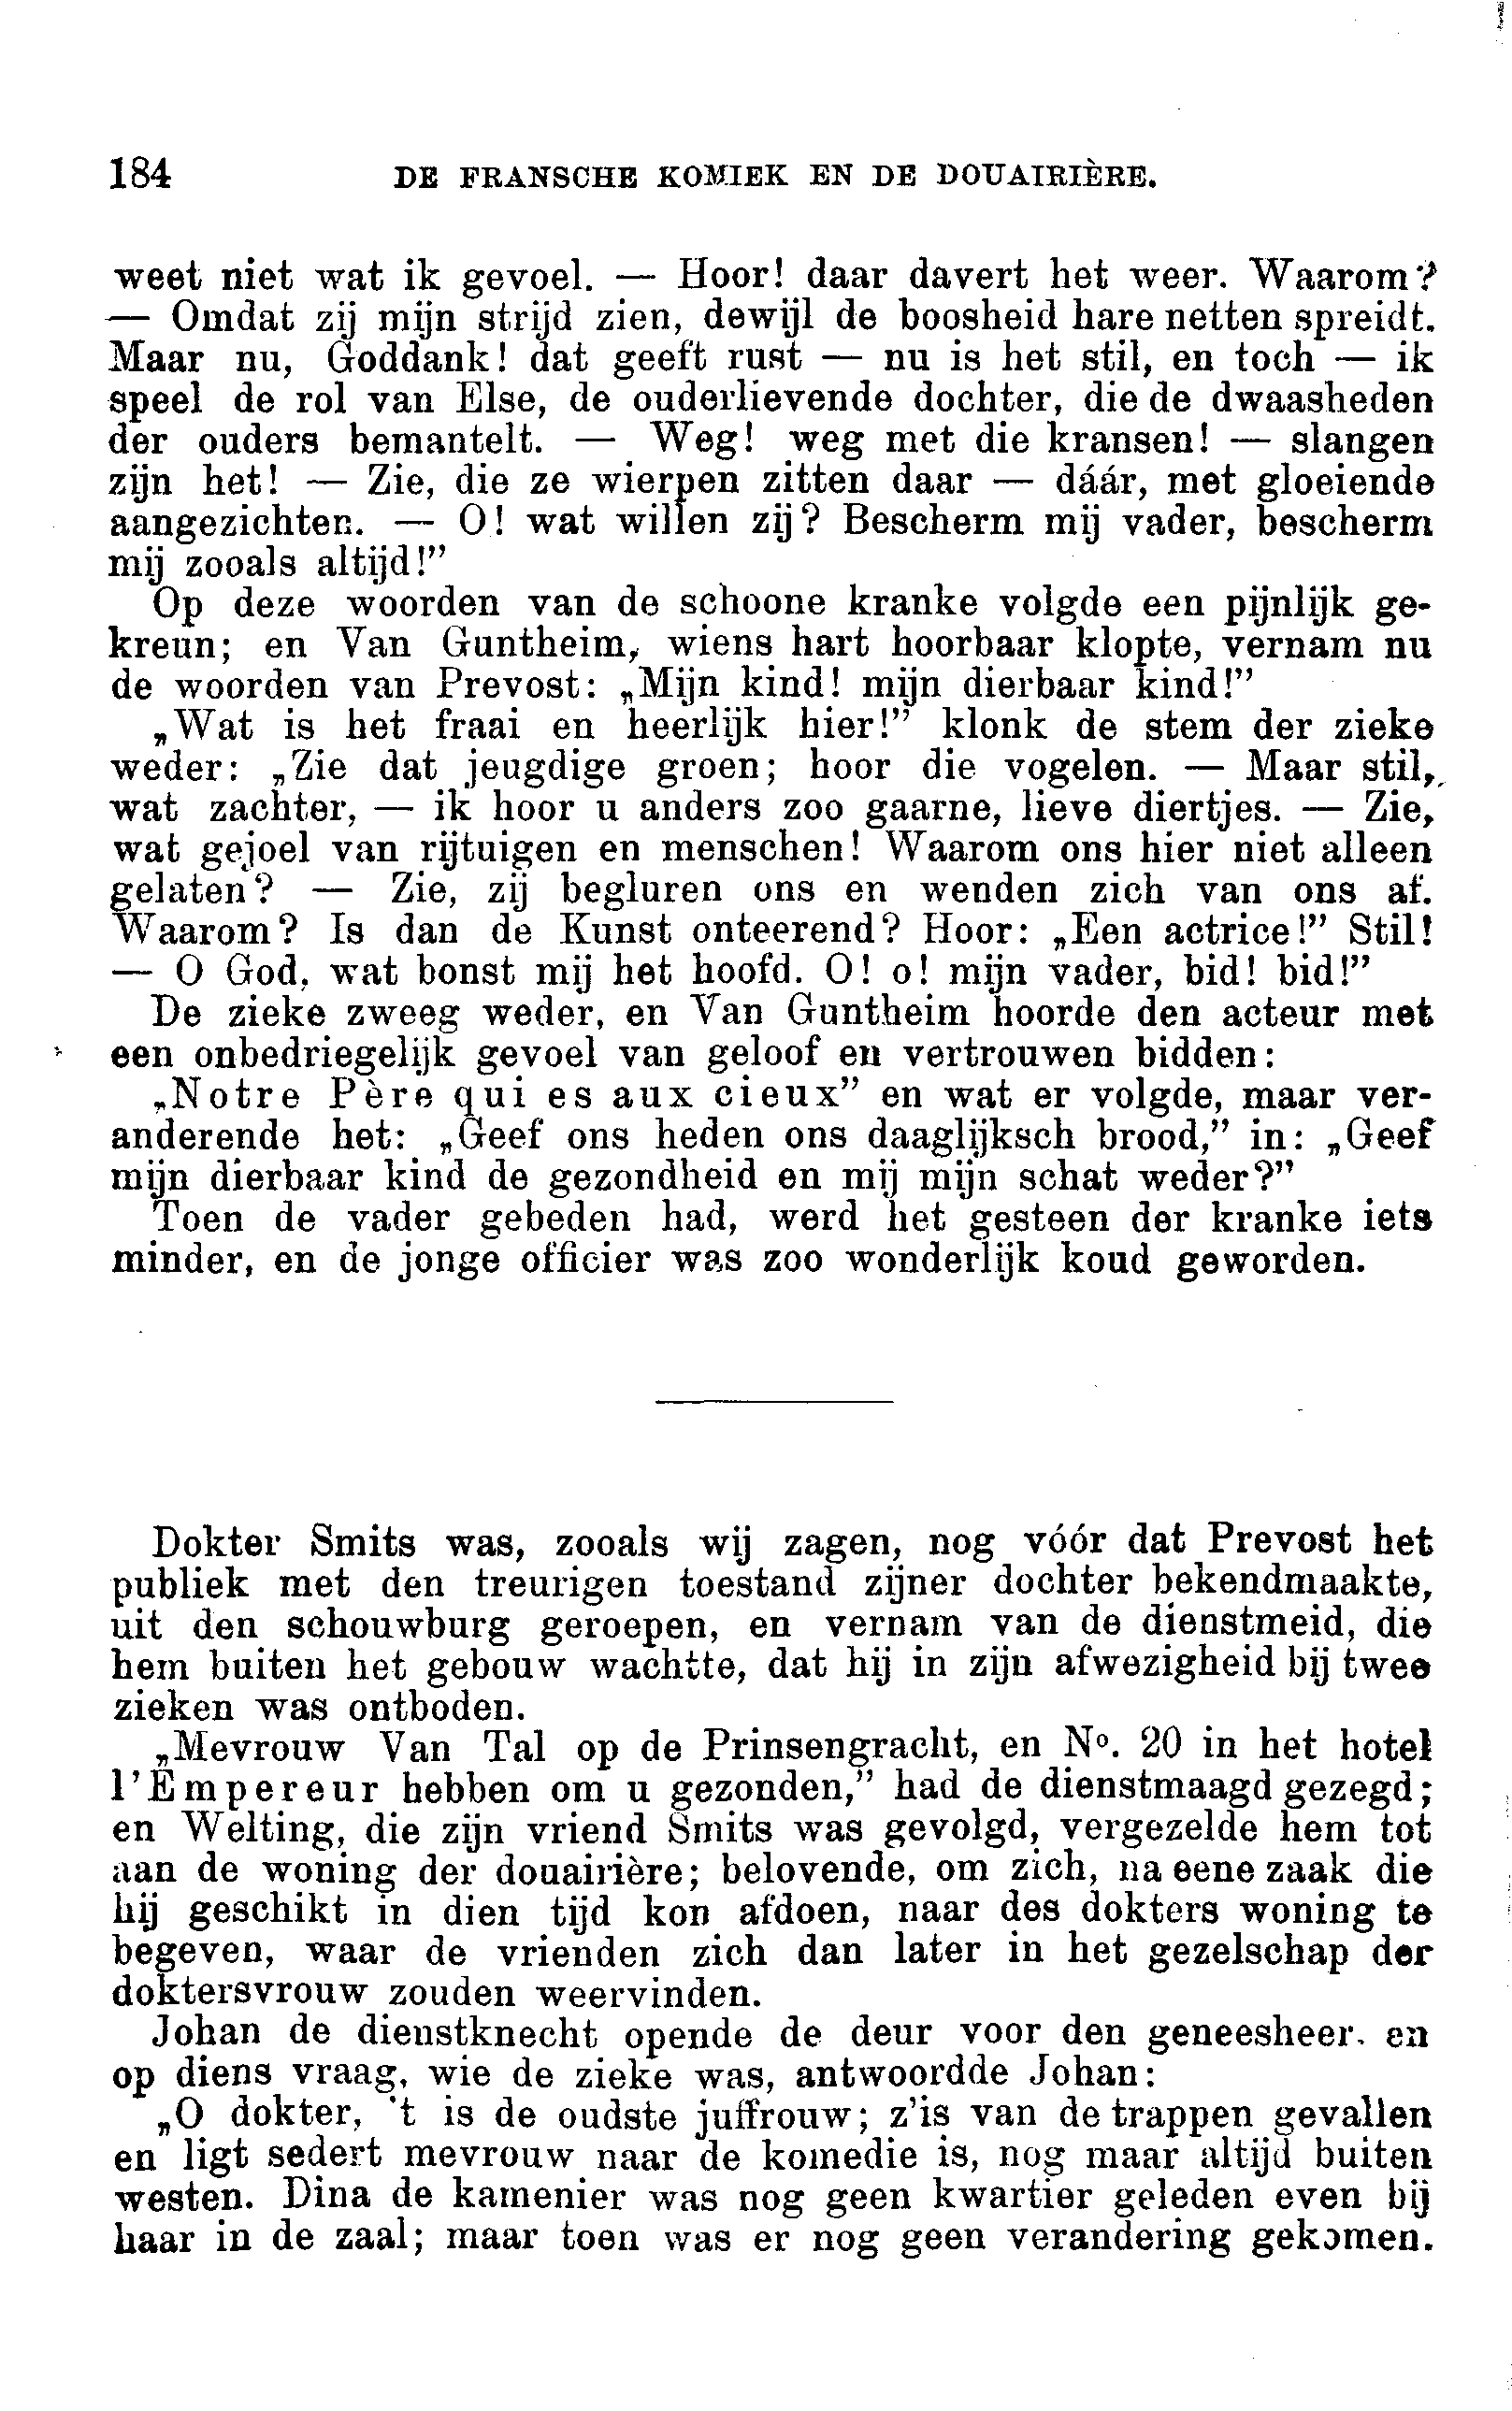 184 DE FRANSCHE KOMIEK EN DE DOUAIRIÈRE.
weet niet wat ik gevoel. — Hoor! daar davert het weer. Waarom?
— Omdat zij mijn strijd zien, dewijl de boosheid hare netten spreidt.
Maar nu, Goddank! dat geeft rust — nu is het stil, en toch — ik
speel de rol van Else, de ouderlievende dochter, die de dwaasheden
der ouders bemantelt. — Weg! weg met die kransen! — slangen
zijn het! — Zie, die ze wierpen zitten daar — dáár, met gloeiende
aangezichten. — O! wat willen zij? Bescherm mij vader, bescherm
mij zooals altijd!”
Op deze woorden van de schoone kranke volgde een pijnlijk ge-
kreun; en Van Guntheim, wiens hart hoorbaar klopte, vernam nu
de woorden van Prevost: „Mijn kind! mijn dierbaar kind!”
„Wat is het fraai en heerlijk hier!” klonk de stem der zieke
weder: „Zie dat jeugdige groen; hoor die vogelen. — Maar stil,
wat zachter, — ik hoor u anders zoo gaarne, lieve diertjes. — Zie,
wat gejoel van rijtuigen en menschen! Waarom ons hier niet alleen
gelaten? — Zie, zij begluren ons en wenden zich van ons af.
Waarom? Is dan de Kunst onteerend? Hoor: „Een actrice!” Stil!
— O God, wat bonst mij het hoofd. O! o! mijn vader, bid! bid!”
De zieke zweeg weder, en Van Guntheim hoorde den acteur met
een onbedriegelijk gevoel van geloof en vertrouwen bidden:
„Notre Père qui es aux cieux” en wat er volgde, maar ver-
anderende het: „Geef ons heden ons daaglijksch brood,” in: „Geef
mijn dierbaar kind de gezondheid en mij mijn schat weder?”
Toen de vader gebeden had, werd het gesteen der kranke iets
minder, en de jonge officier was zoo wonderlijk koud geworden.
Dokter Smits was, zooals wij zagen, nog vóór dat Prevost het
publiek met den treurigen toestand zijner dochter bekendmaakte,
uit den schouwburg geroepen, en vernam van de dienstmeid, die
hem buiten het gebouw wachtte, dat hij in zijn afwezigheid bij twee
zieken was ontboden.
„Mevrouw Van Tal op de Prinsengracht, en No. 20 in het hotel
l’Empereur hebben om u gezonden,” had de dienstmaagd gezegd;
en Welting, die zijn vriend Smits was gevolgd, vergezelde hem tot
aan de woning der douairière; belovende, om zich, na eene zaak die
hij geschikt in dien tijd kon afdoen, naar des dokters woning te
begeven, waar de vrienden zich dan later in het gezelschap der
doktersvrouw zouden weervinden.
Johan de dienstknecht opende de deur voor den geneesheer. en
op diens vraag, wie de zieke was, antwoordde Johan:
„O dokter, ’t is de oudste juffrouw; z’is van de trappen gevallen
en ligt sedert mevrouw naar de komedie is, nog maar altijd buiten
westen. Dina de kamenier was nog geen kwartier geleden even bij
haar in de zaal; maar toen was er nog geen verandering gekomen.